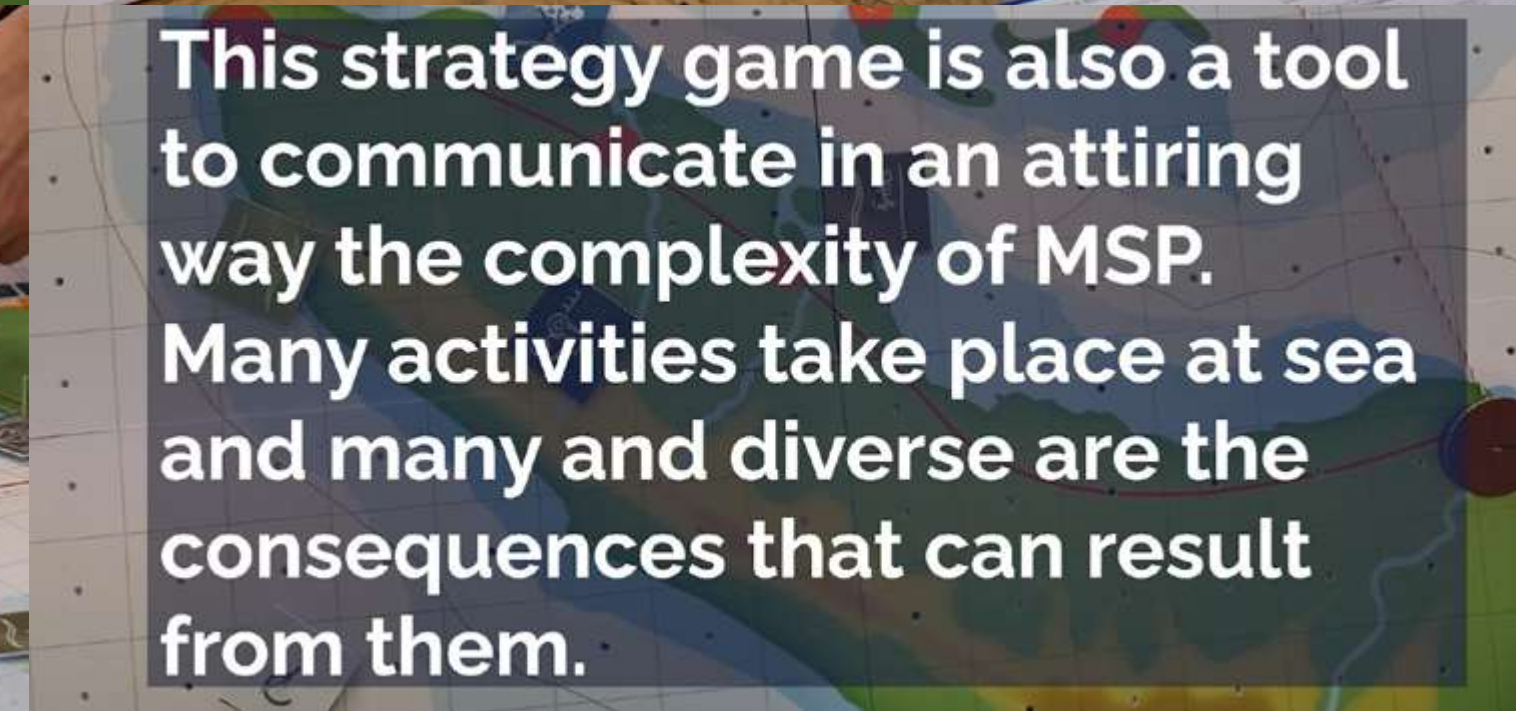 This strategy game is also a tool
to communicate in an attiring
way the complexity of MSP.
Many activities take place at sea
and many and diverse are the
consequences that can result
from them.